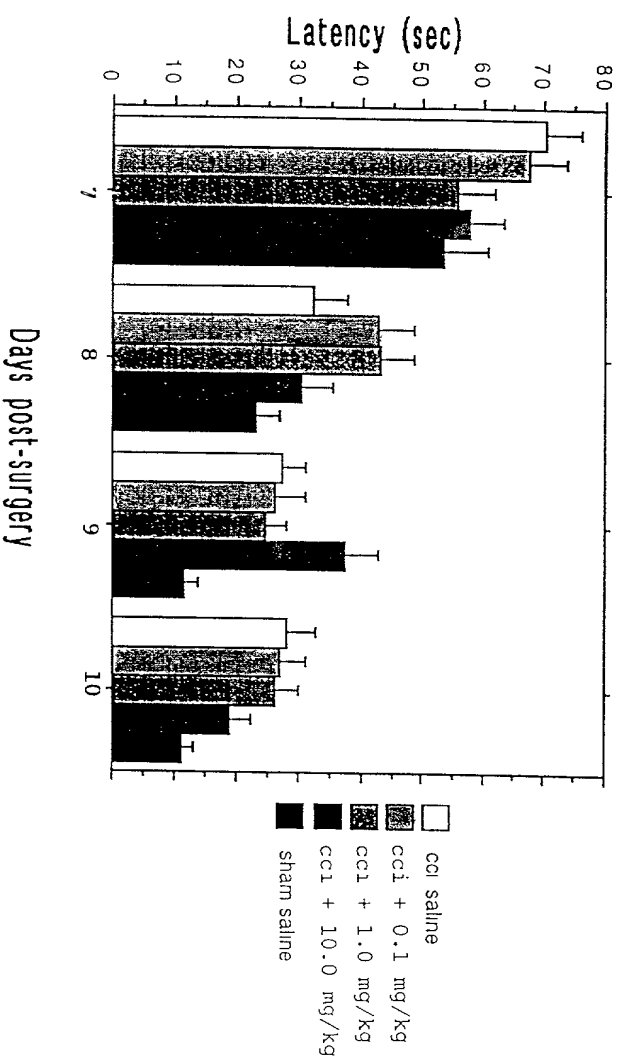 Latency (sec)
80
70
60
50
40
30
20
10
0
7
8
9
10
Days post-surgery
CCI saline
cci + 0.1 mg/kg
cci + 1.0 mg/kg
cci + 10.0 mg/kg
sham saline